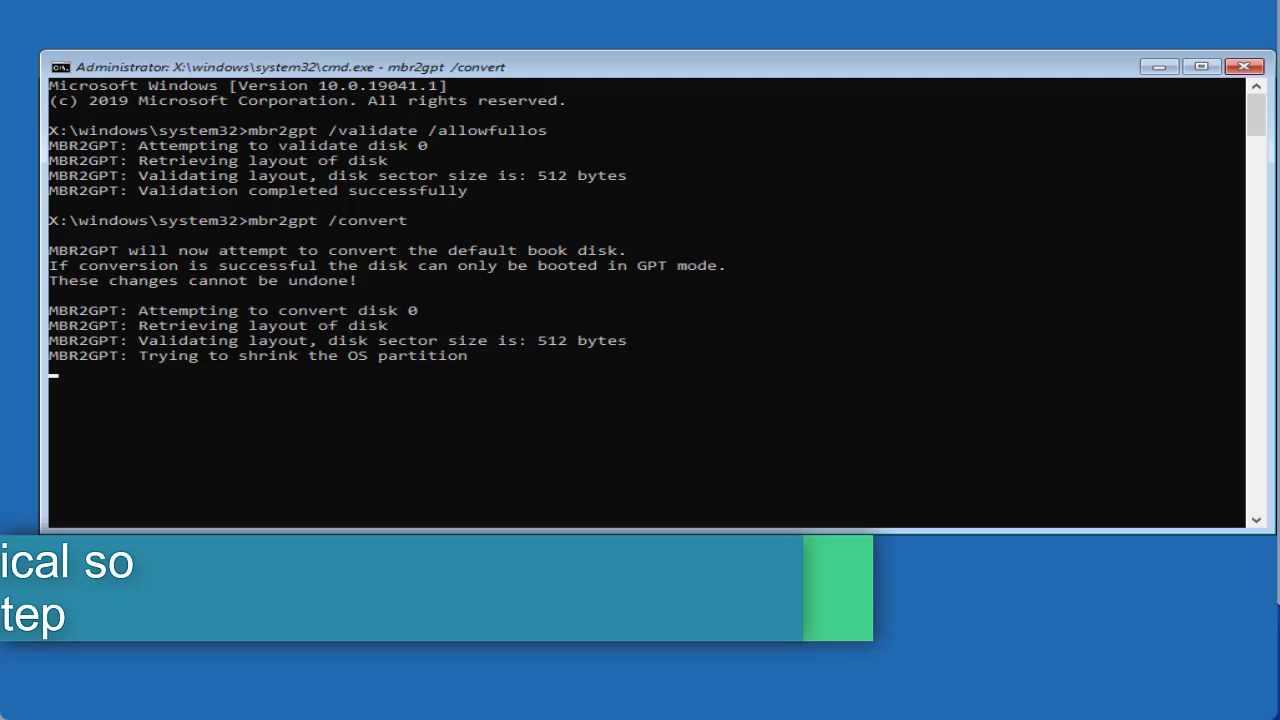 Administrator: X:\windows\system32\cmd.exe - mbr2gpt /convert
Microsoft Windows [Version 10.0.19041.1]
(c) 2019 Microsoft Corporation. All rights reserved.
X:\windows\system32>mbr2gpt /validate /allowfullos
MBR2GPT: Attempting to validate disk 0
MBR2GPT: Retrieving layout of disk
MBR2GPT: Validating layout, disk sector size is: 512 bytes
MBR2GPT: Validation completed successfully
X:\windows\system32>mbr2gpt /convert
MBR2GPT will now attempt to convert the default book disk.
If conversion is successful the disk can only be booted in GPT mode.
These changes cannot be undone!
MBR2GPT: Attempting to convert disk 0
MBR2GPT: Retrieving layout of disk
MBR2GPT: Validating layout, disk sector size is: 512 bytes
MBR2GPT: Trying to shrink the OS partition
ical so
tep